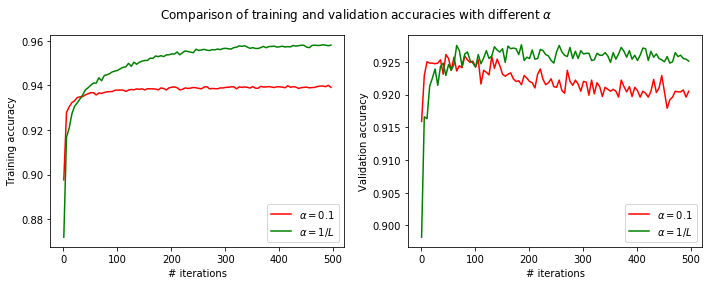 Comparison of training and validation accuracies with different α
Training accuracy
0.96
0.94
0.92
0.90
0.88
0
100
200
300
400
500
# iterations
α = 0.1
α = 1/L
Validation accuracy
0.925
0.920
0.915
0.910
0.905
0.900
0
100
200
300
400
500
# iterations
α = 0.1
α = 1/L